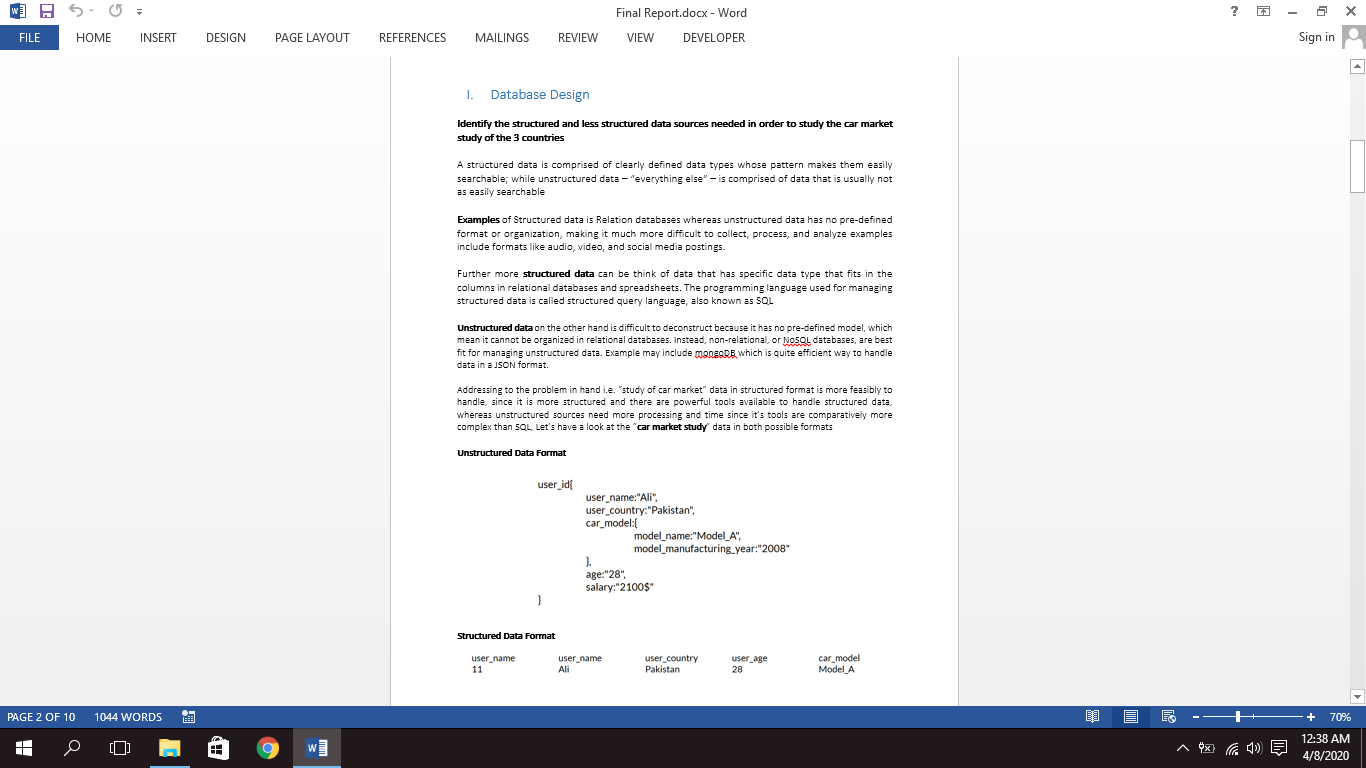 Final Report.docx - Word
?
Sign in
FILE HOME INSERT DESIGN PAGE LAYOUT REFERENCES MAILINGS REVIEW VIEW DEVELOPER
I. Database Design
Identify the structured and less structured data sources needed in order to study the car market
study of the 3 countries
A structured data is comprised of clearly defined data types whose pattern makes them easily
searchable; while unstructured data – “everything else” – is comprised of data that is usually not
as easily searchable
Examples of Structured data is Relation databases whereas unstructured data has no pre-defined
format or organization, making it much more difficult to collect, process, and analyze examples
include formats like audio, video, and social media postings.
Further more structured data can be think of data that has specific data type that fits in the
columns in relational databases and spreadsheets. The programming language used for managing
structured data is called structured query language, also known as SQL
Unstructured data on the other hand is difficult to deconstruct because it has no pre-defined model, which
mean it cannot be organized in relational databases. Instead, non-relational, or NoSQL databases, are best
fit for managing unstructured data. Example may include mongoDB which is quite efficient way to handle
data in a JSON format.
Addressing to the problem in hand i.e. “study of car market” data in structured format is more feasibly to
handle, since it is more structured and there are powerful tools available to handle structured data,
whereas unstructured sources need more processing and time since it’s tools are comparatively more
complex than SQL, Let’s have a look at the “car market study” data in both possible formats
Unstructured Data Format
user_id{
user_name:"Ali",
user_country:"Pakistan",
car_model:{
model_name:"Model_A",
model_manufacturing_year:"2008"
},
age:"28",
salary:"2100$"
}
Structured Data Format
user_name user_name user_country user_age car_model
11 Ali Pakistan 28 Model_A
PAGE 2 OF 10 1044 WORDS 70%
12:38 AM
4/8/2020